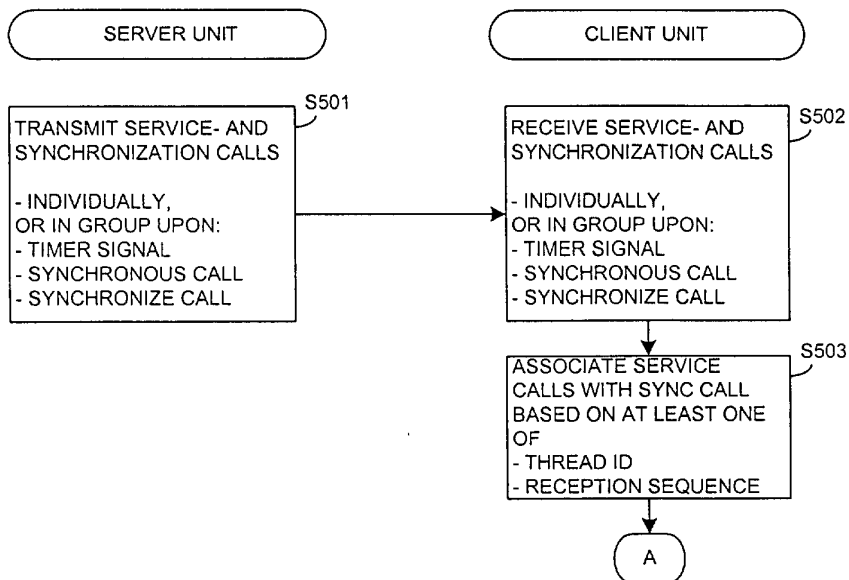 SERVER UNIT
CLIENT UNIT
S501
TRANSMIT SERVICE- AND
SYNCHRONIZATION CALLS
- INDIVIDUALLY,
OR IN GROUP UPON:
- TIMER SIGNAL
- SYNCHRONOUS CALL
- SYNCHRONIZE CALL
S502
RECEIVE SERVICE- AND
SYNCHRONIZATION CALLS
- INDIVIDUALLY,
OR IN GROUP UPON:
- TIMER SIGNAL
- SYNCHRONOUS CALL
- SYNCHRONIZE CALL
S503
ASSOCIATE SERVICE
CALLS WITH SYNC CALL
BASED ON AT LEAST ONE
OF
- THREAD ID
- RECEPTION SEQUENCE
A